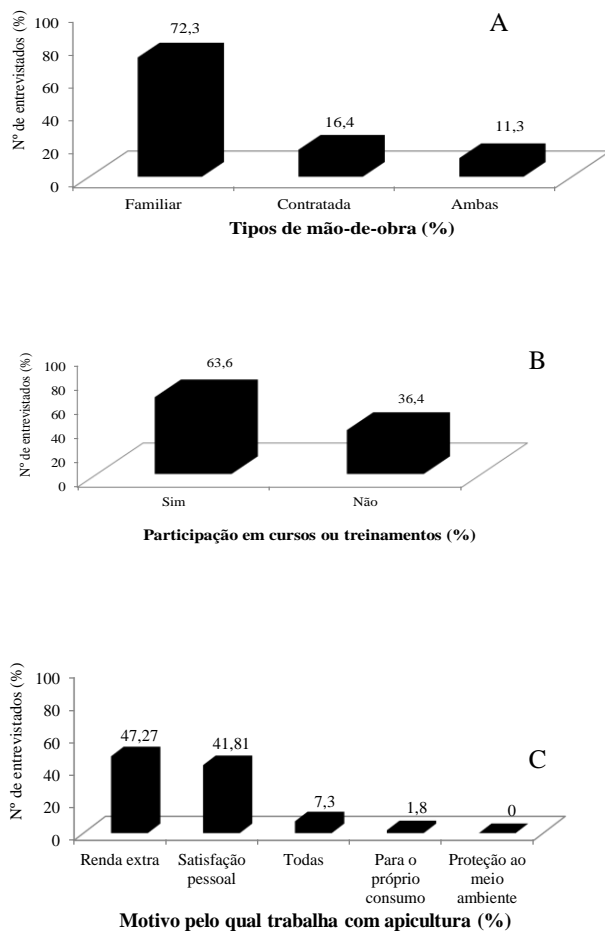 A
Nº de entrevistados (%)
100
80
60
40
20
0
72,3
16,4
11,3
Familiar Contratada Ambas
Tipos de mão-de-obra (%)
B
Nº de entrevistados (%)
100
80
60
40
20
0
63,6
36,4
Sim Não
Participação em cursos ou treinamentos (%)
C
Nº de entrevistados (%)
100
80
60
40
20
0
47,27
41,81
7,3
1,8
0
Renda extra
Satisfação
pessoal
Todas
Para o
próprio
consumo
Proteção ao
meio
ambiente
Motivo pelo qual trabalha com apicultura (%)